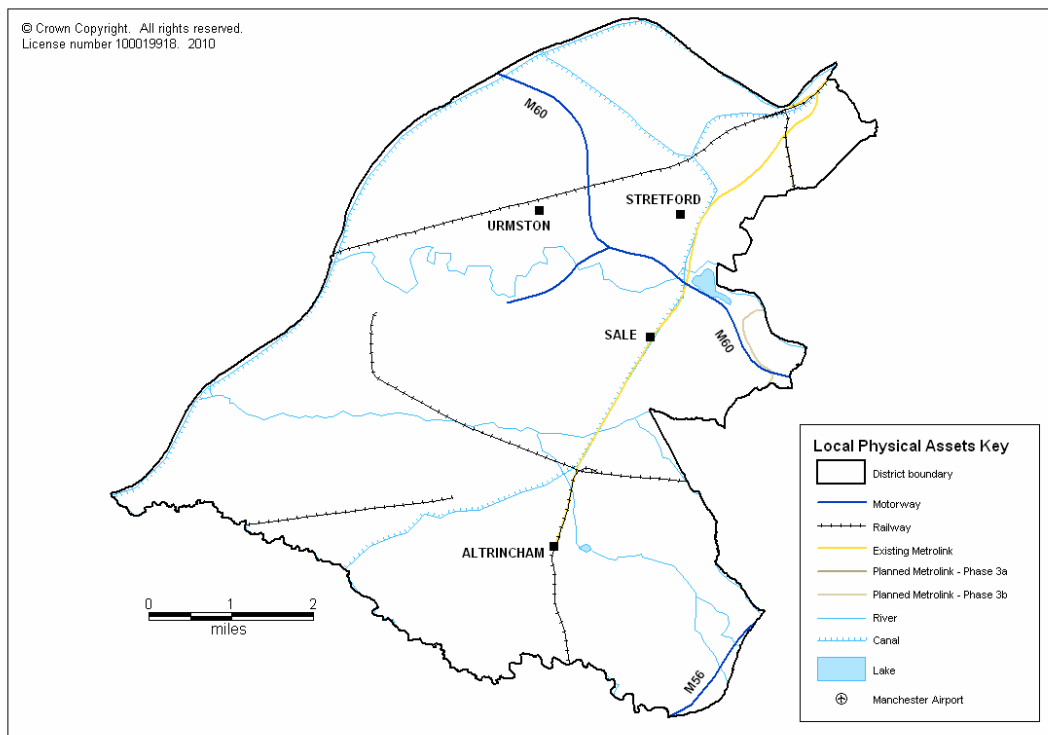 © Crown Copyright. All rights reserved.
License number 100019918. 2010
M60
STRETFORD
URMSTON
SALE
M60
ALTRINCHAM
M56
0 1 2
miles
Local Physical Assets Key
District boundary
Motorway
Railway
Existing Metrolink
Planned Metrolink - Phase 3a
Planned Metrolink - Phase 3b
River
Canal
Lake
Manchester Airport